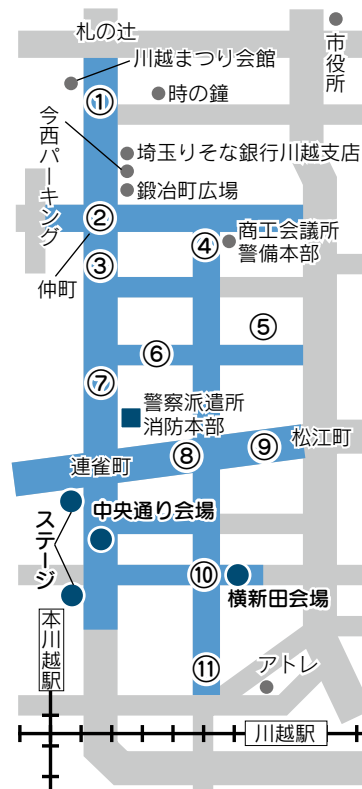 札の辻
市役所
川越まつり会館
①
時の鐘
今西パーキング
埼玉りそな銀行川越支店
鍛冶町広場
②
④
商工会議所
警備本部
仲町
③
⑤
⑥
⑦
警察派遣所
消防本部
松江町
⑨
⑧
連雀町
中央通り会場
ステージ
⑩
横新田会場
本川越駅
⑪
アトレ
川越駅